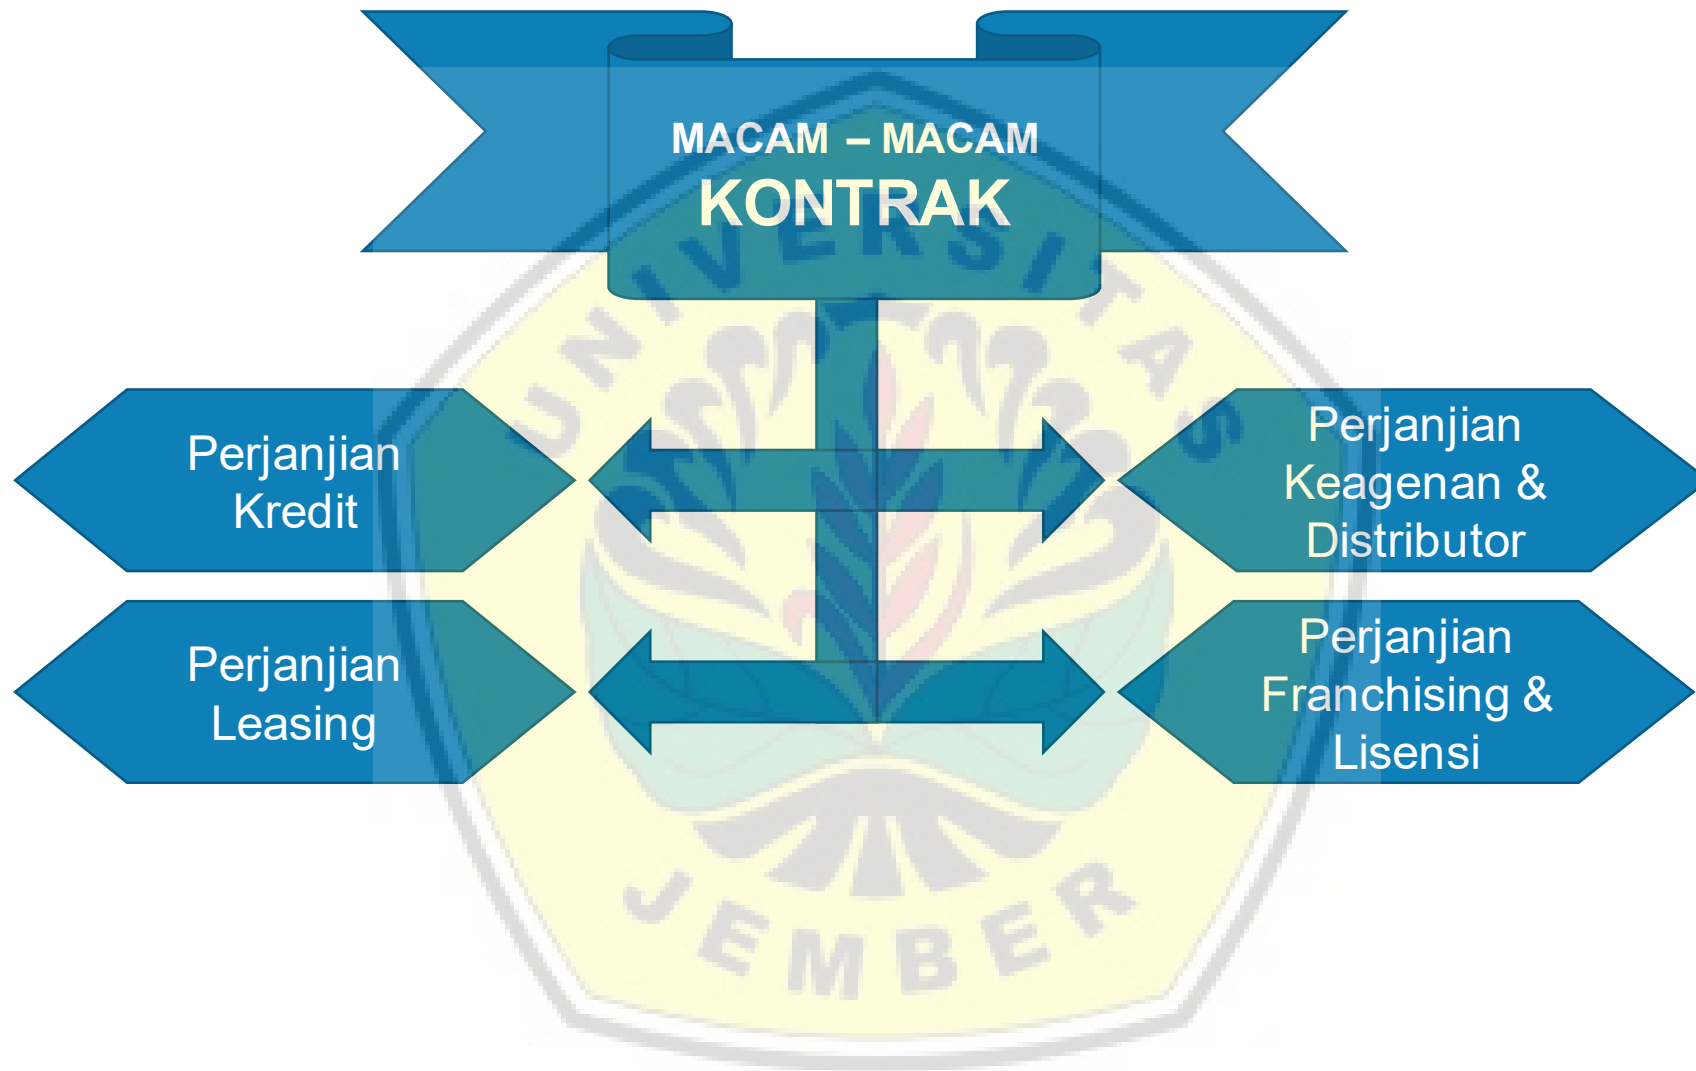 MACAM – MACAM
KONTRAK
Perjanjian
Kredit
Perjanjian
Keagenan &
Distributor
Perjanjian
Leasing
Perjanjian
Franchising &
Lisensi
UNIVERSITAS
JEMBER